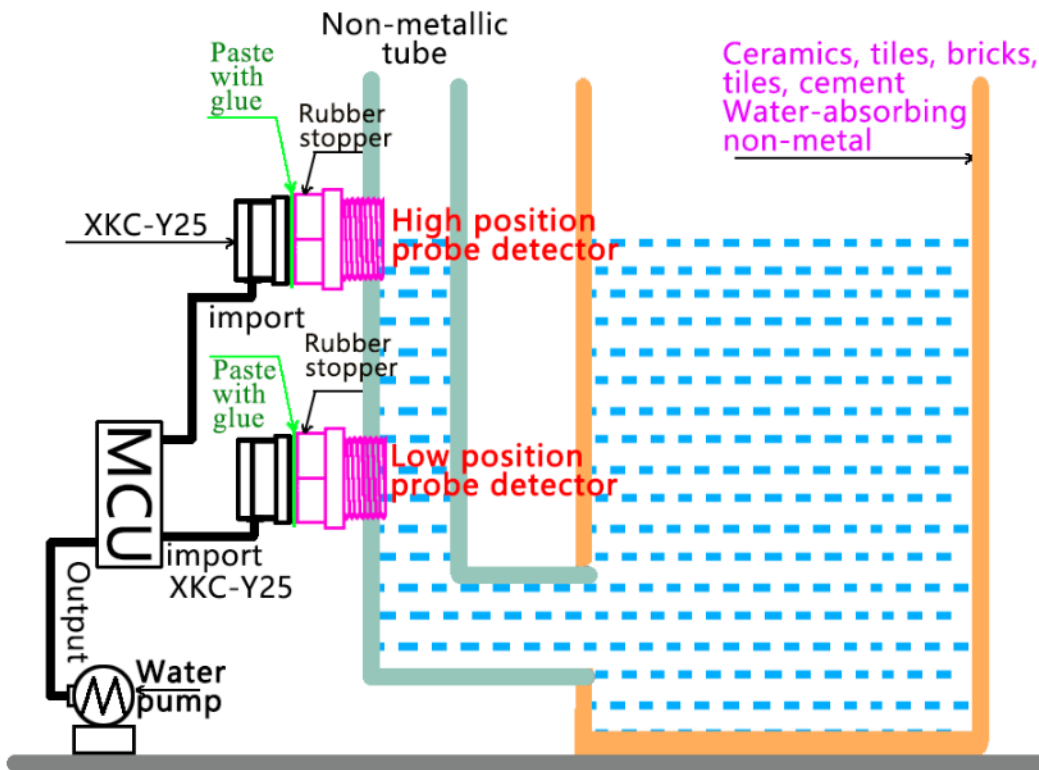 Non-metallic
tube
Paste
with
glue
Rubber
stopper
Ceramics, tiles, bricks,
tiles, cement
Water-absorbing
non-metal
XKC-Y25
High position
probe detector
import
Rubber
stopper
Paste
with
glue
Low position
probe detector
MCU
import
XKC-Y25
Output
Water
pump